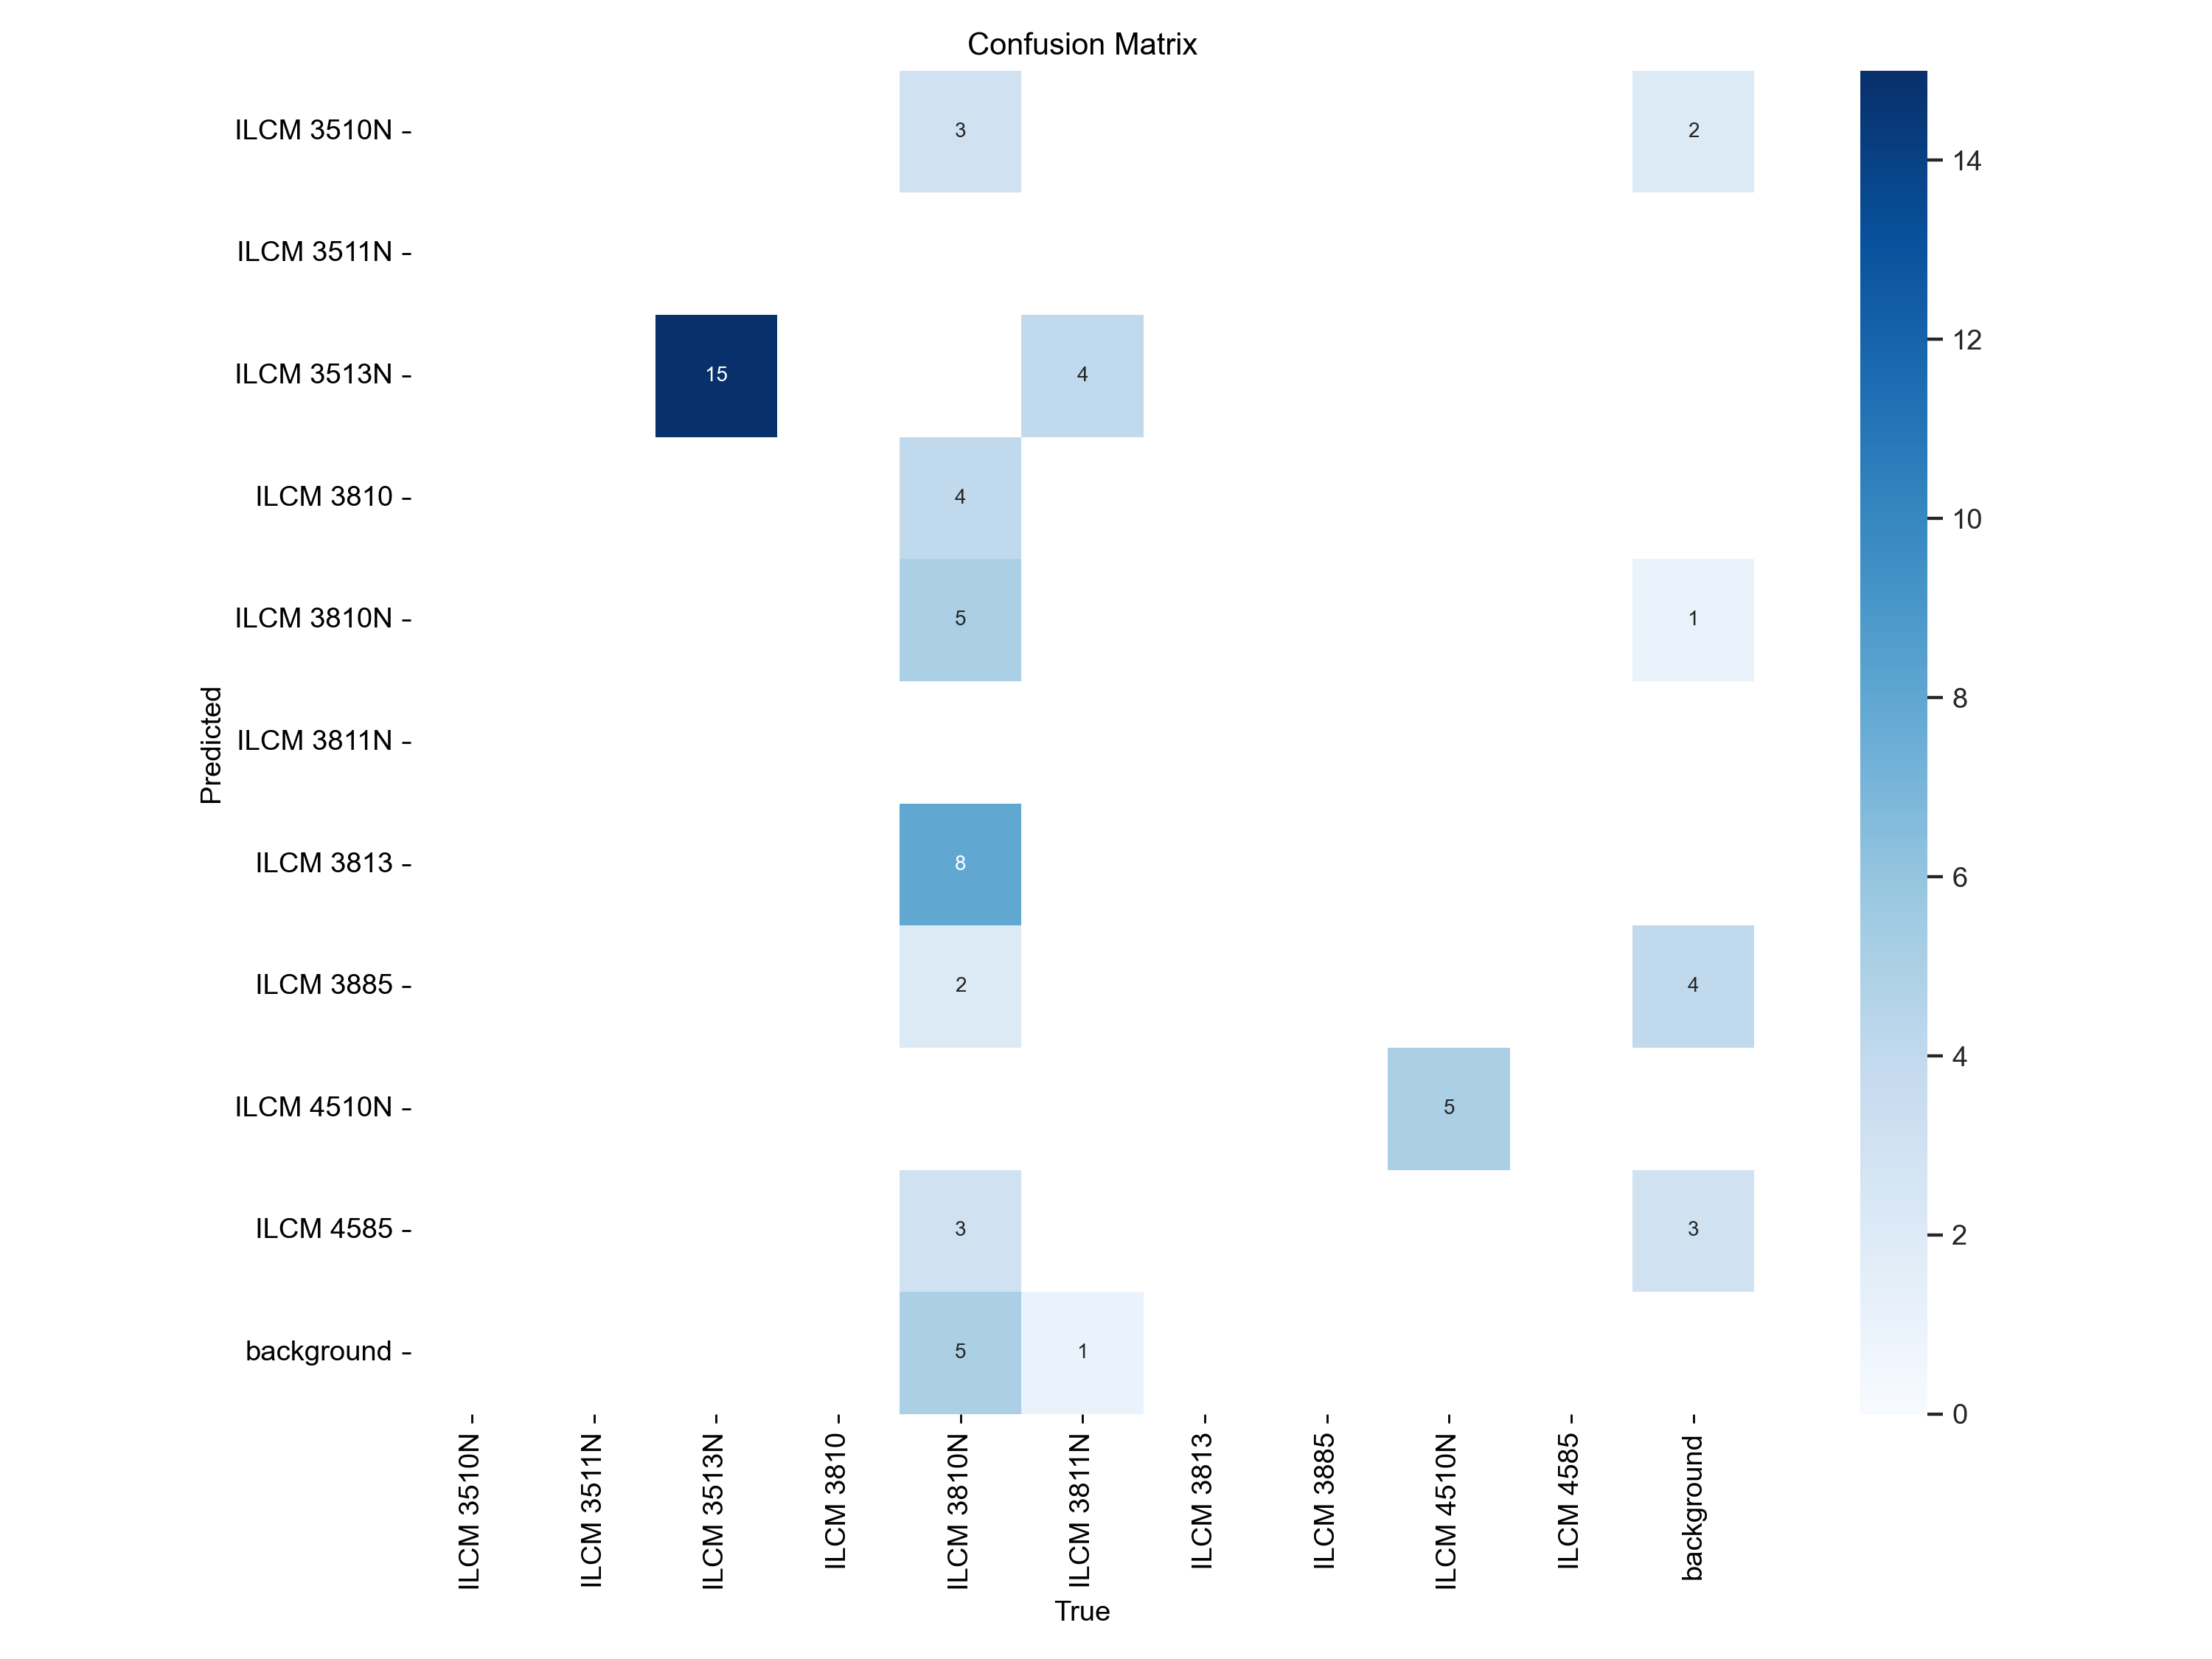 Confusion Matrix
ILCM 3510N
3
2
14
ILCM 3511N
12
ILCM 3513N
15
4
10
ILCM 3810
4
ILCM 3810N
5
1
8
Predicted
ILCM 3811N
6
ILCM 3813
8
ILCM 3885
2
4
4
ILCM 4510N
5
ILCM 4585
3
3
2
background
5
1
0
ILCM 3510N
ILCM 3511N
ILCM 3513N
ILCM 3810
ILCM 3810N
ILCM 3811N
ILCM 3813
ILCM 3885
ILCM 4510N
ILCM 4585
background
True